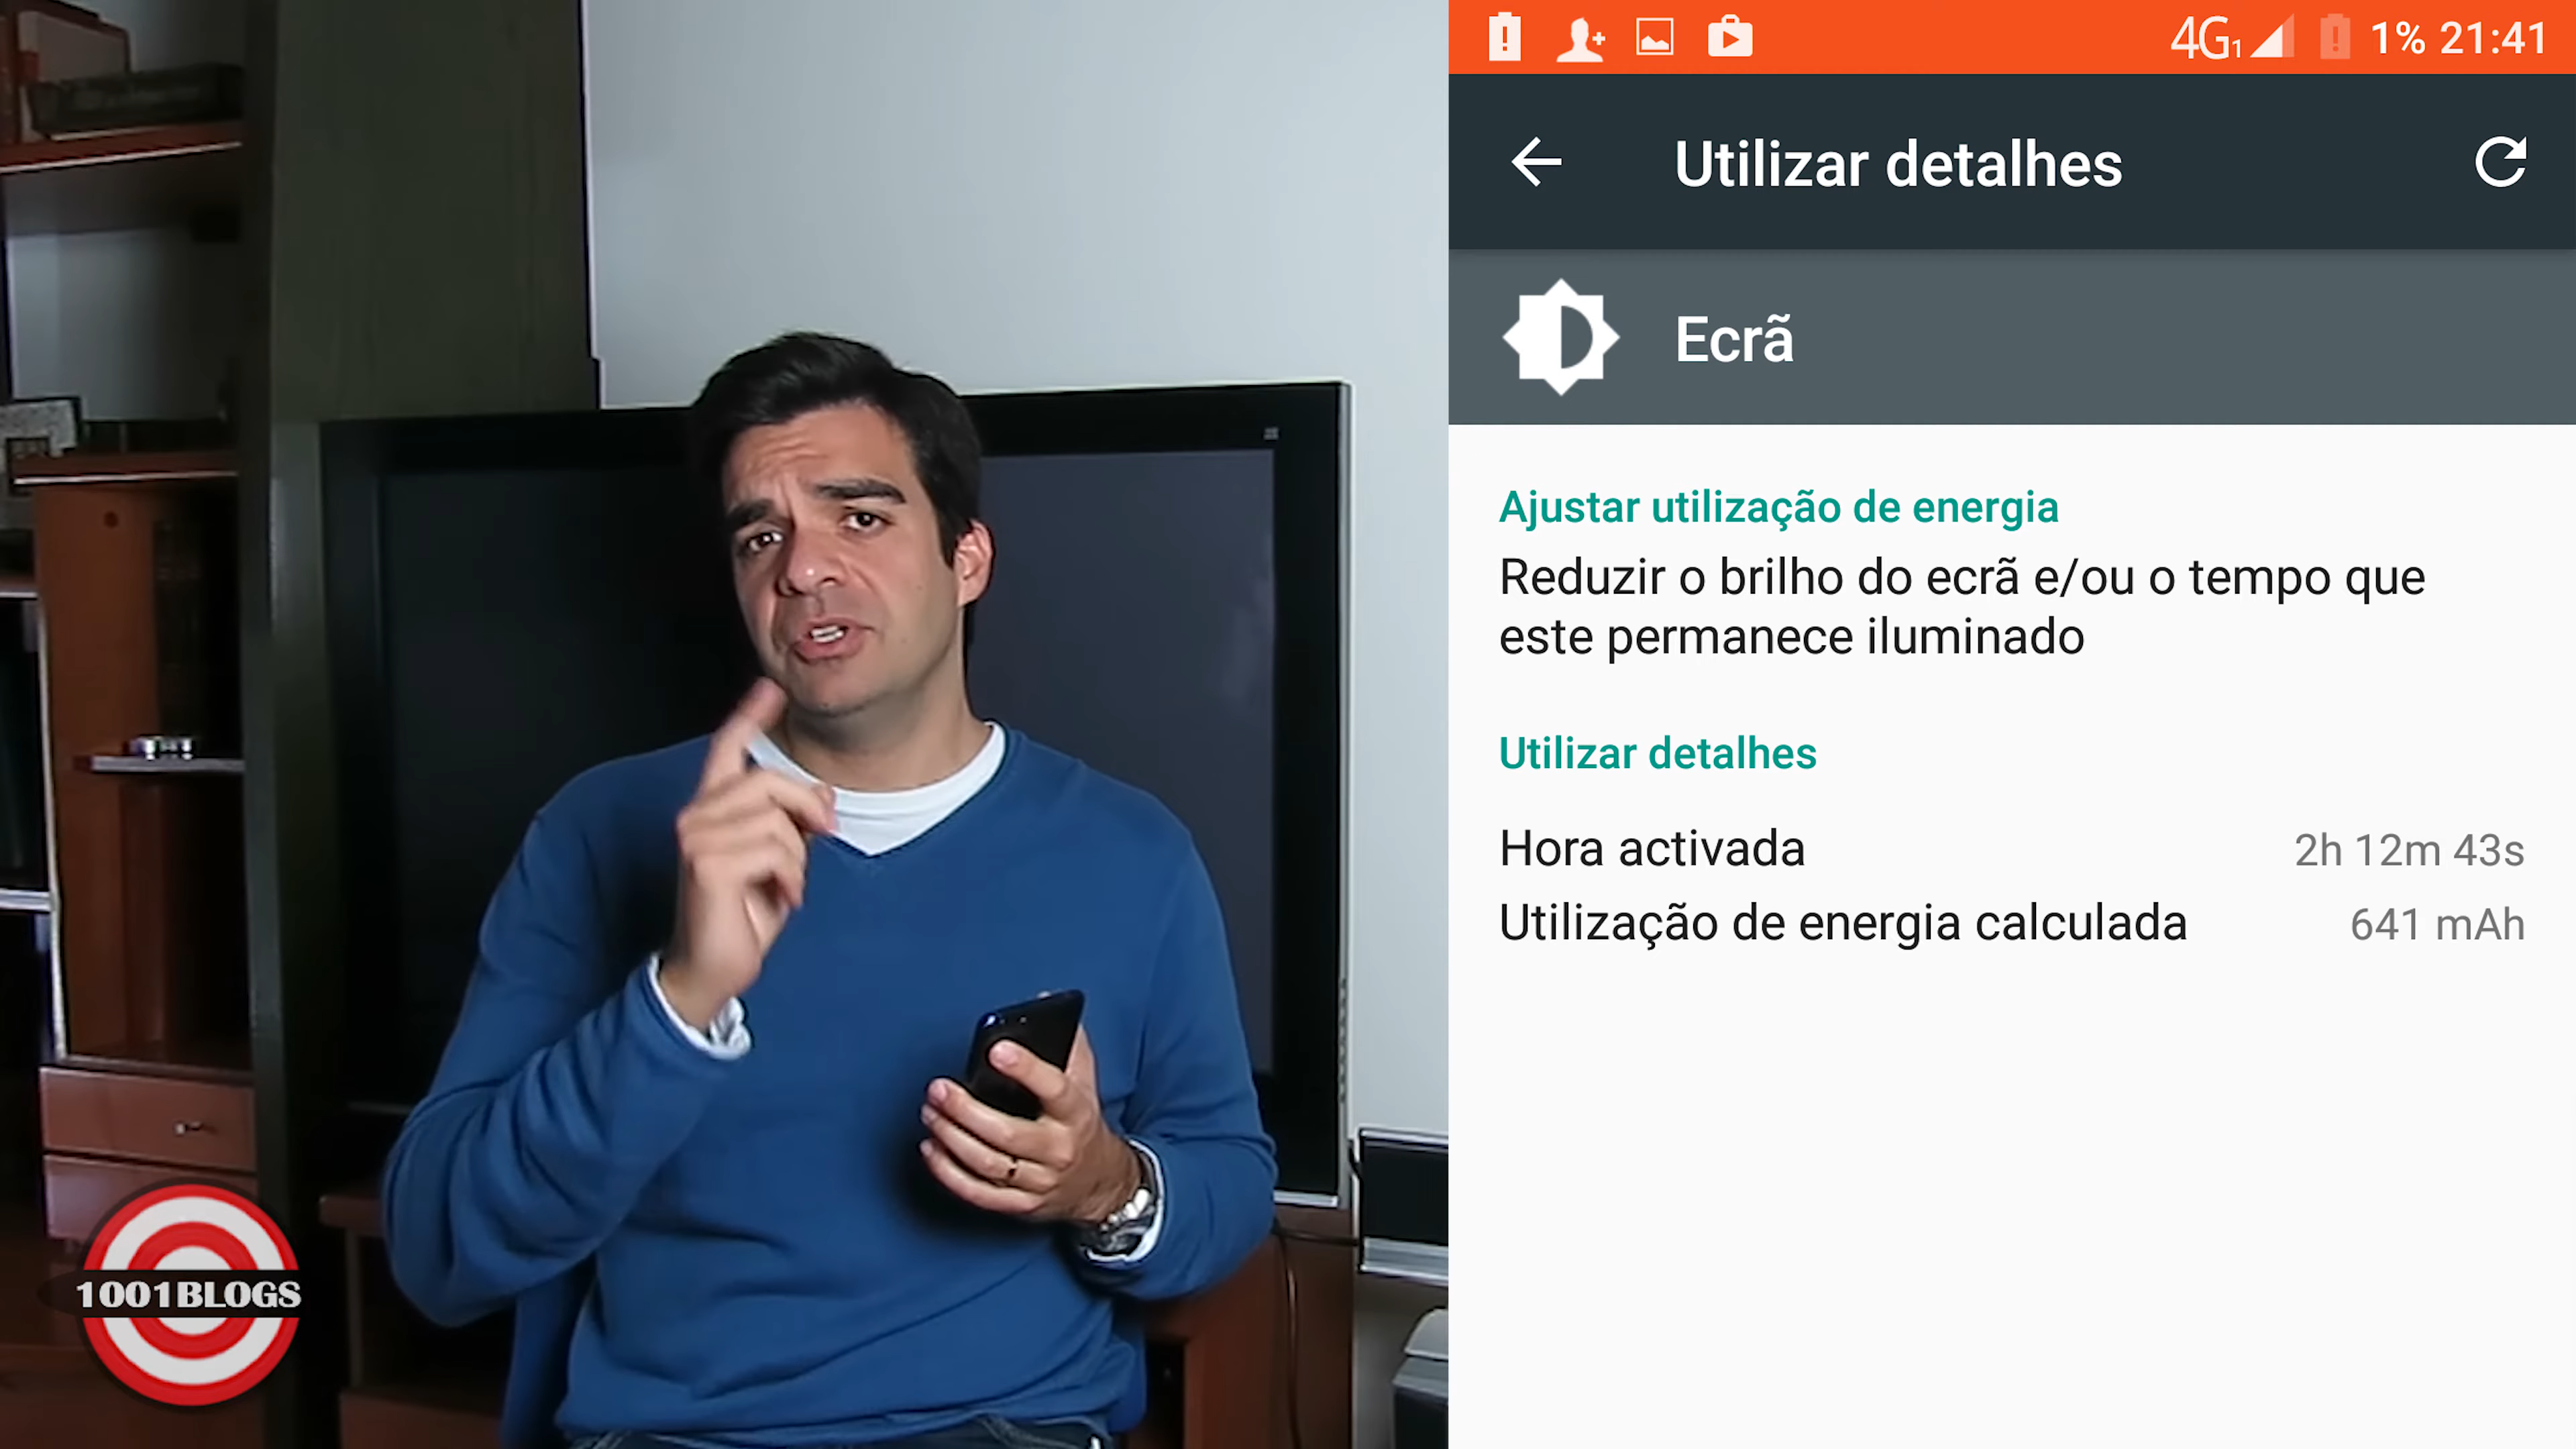 4G1 1% 21:41
Utilizar detalhes
Ecrã
Ajustar utilização de energia
Reduzir o brilho do ecrã e/ou o tempo que
este permanece iluminado
Utilizar detalhes
Hora activada 2h 12m 43s
Utilização de energia calculada 641 mAh
1001BLOGS